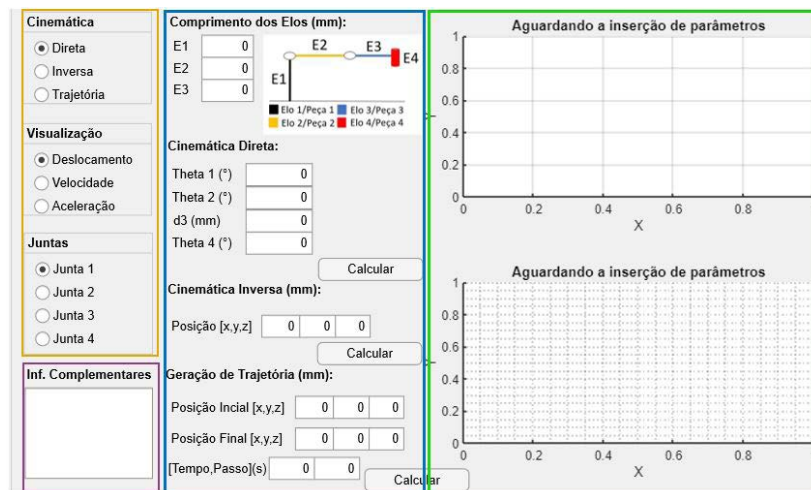 Cinemática
Direta
Inversa
Trajetória
Visualização
Deslocamento
Velocidade
Aceleração
Juntas
Junta 1
Junta 2
Junta 3
Junta 4
Inf. Complementares
Comprimento dos Elos (mm):
E1 0
E2 0
E3 0
E2 E3 E4
E1
Elo 1/Peça 1 Elo 3/Peça 3
Elo 2/Peça 2 Elo 4/Peça 4
Cinemática Direta:
Theta 1 (°) 0
Theta 2 (°) 0
d3 (mm) 0
Theta 4 (°) 0
Calcular
Cinemática Inversa (mm):
Posição [x,y,z] 0 0 0
Calcular
Geração de Trajetória (mm):
Posição Incial [x,y,z] 0 0 0
Posição Final [x,y,z] 0 0 0
[Tempo,Passo](s) 0 0
Calcular
Aguardando a inserção de parâmetros
1
0.8
0.6
0.4
0.2
0
0 0.2 0.4 0.6 0.8
X
Aguardando a inserção de parâmetros
1
0.8
0.6
0.4
0.2
0
0 0.2 0.4 0.6 0.8
X